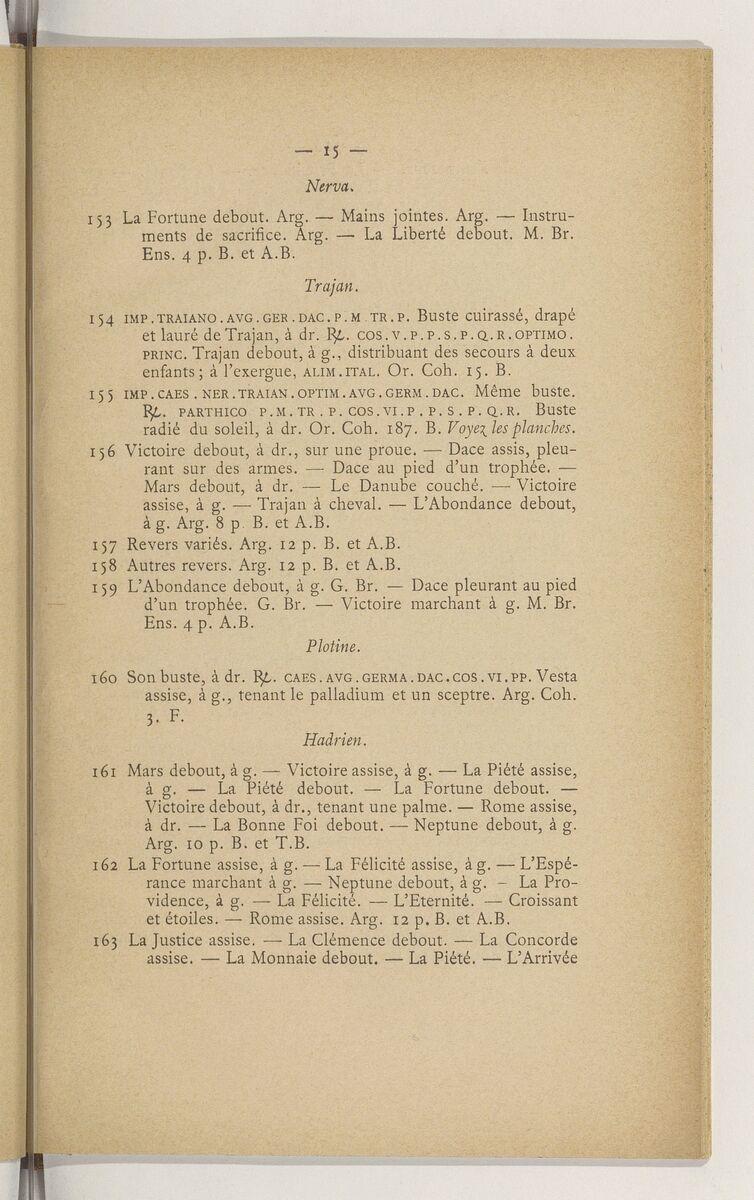 — 15 —
Nerva.
153 La Fortune debout. Arg. — Mains jointes. Arg. — Instru-
ments de sacrifice. Arg. — La Liberté debout. M. Br.
Ens. 4 p. B. et A.B.
Trajan.
154 IMP.TRAIANO.AVG.GER.DAC.P.M TR.P. Buste cuirassé, drapé
et lauré de Trajan, à dr. ℞. COS.V.P.P.S.P.Q.R.OPTIMO.
PRINC. Trajan debout, à g., distribuant des secours à deux
enfants; à l'exergue, ALIM.ITAL. Or. Coh. 15. B.
155 IMP.CAES.NER.TRAIAN.OPTIM.AVG.GERM.DAC. Même buste.
℞. PARTHICO P.M.TR.P.COS.VI.P.P.S.P.Q.R. Buste
radié du soleil, à dr. Or. Coh. 187. B. Voyez les planches.
156 Victoire debout, à dr., sur une proue. — Dace assis, pleu-
rant sur des armes. — Dace au pied d'un trophée. —
Mars debout, à dr. — Le Danube couché. — Victoire
assise, à g. — Trajan à cheval. — L'Abondance debout,
à g. Arg. 8 p B. et A.B.
157 Revers variés. Arg. 12 p. B. et A.B.
158 Autres revers. Arg. 12 p. B. et A.B.
159 L'Abondance debout, à g. G. Br. — Dace pleurant au pied
d'un trophée. G. Br. — Victoire marchant à g. M. Br.
Ens. 4 p. A.B.
Plotine.
160 Son buste, à dr. ℞. CAES.AVG.GERMA.DAC.COS.VI.PP. Vesta
assise, à g., tenant le palladium et un sceptre. Arg. Coh.
3. F.
Hadrien.
161 Mars debout, à g. — Victoire assise, à g. — La Piété assise,
à g. — La Piété debout. — La Fortune debout. —
Victoire debout, à dr., tenant une palme. — Rome assise,
à dr. — La Bonne Foi debout. — Neptune debout, à g.
Arg. 10 p. B. et T.B.
162 La Fortune assise, à g. — La Félicité assise, à g. — L'Espé-
rance marchant à g. — Neptune debout, à g. – La Pro-
vidence, à g. — La Félicité. — L'Eternité. — Croissant
et étoiles. — Rome assise. Arg. 12 p. B. et A.B.
163 La Justice assise. — La Clémence debout. — La Concorde
assise. — La Monnaie debout. — La Piété. — L'Arrivée